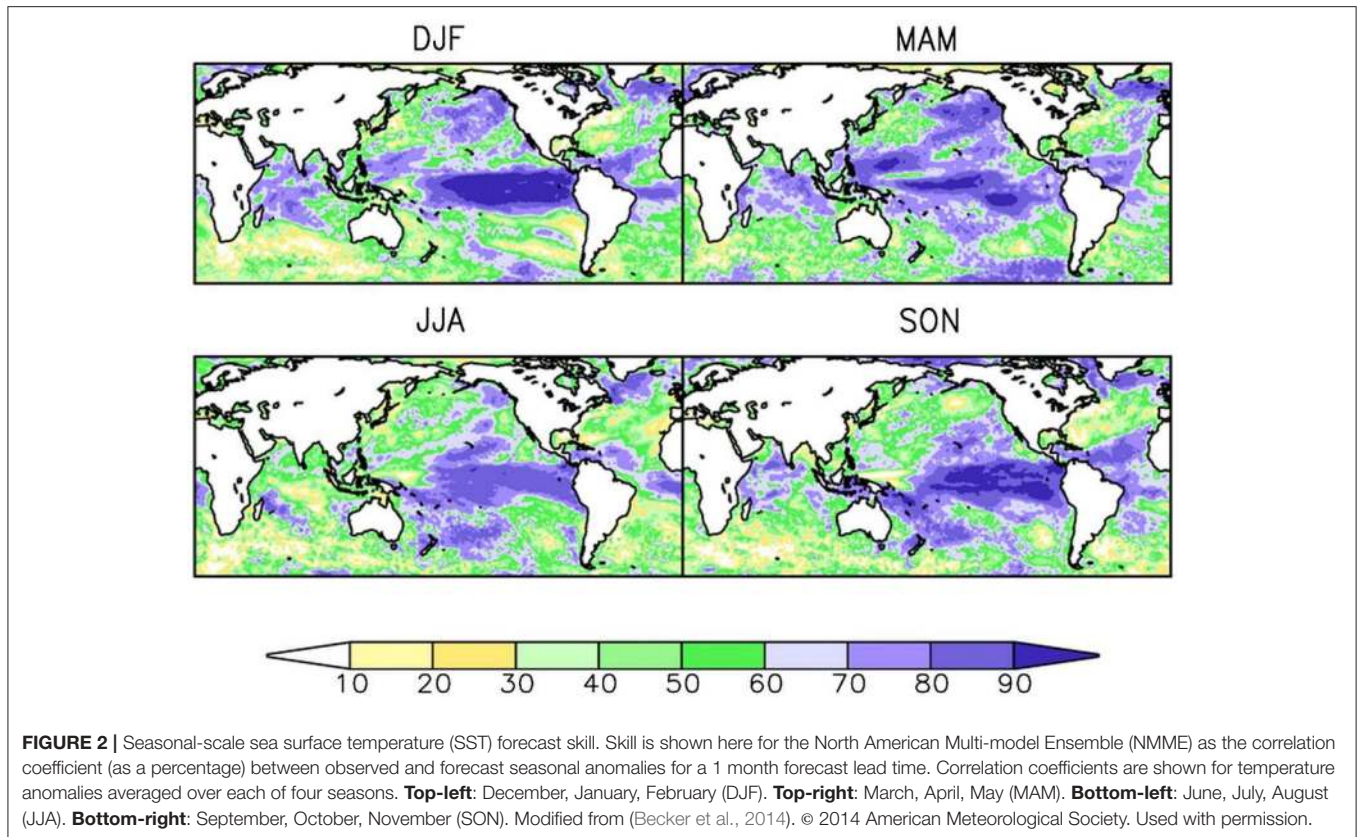 DJF
MAM
JJA
SON
10 20 30 40 50 60 70 80 90
FIGURE 2 | Seasonal-scale sea surface temperature (SST) forecast skill. Skill is shown here for the North American Multi-model Ensemble (NMME) as the correlation
coefficient (as a percentage) between observed and forecast seasonal anomalies for a 1 month forecast lead time. Correlation coefficients are shown for temperature
anomalies averaged over each of four seasons. Top-left: December, January, February (DJF). Top-right: March, April, May (MAM). Bottom-left: June, July, August
(JJA). Bottom-right: September, October, November (SON). Modified from (Becker et al., 2014). © 2014 American Meteorological Society. Used with permission.